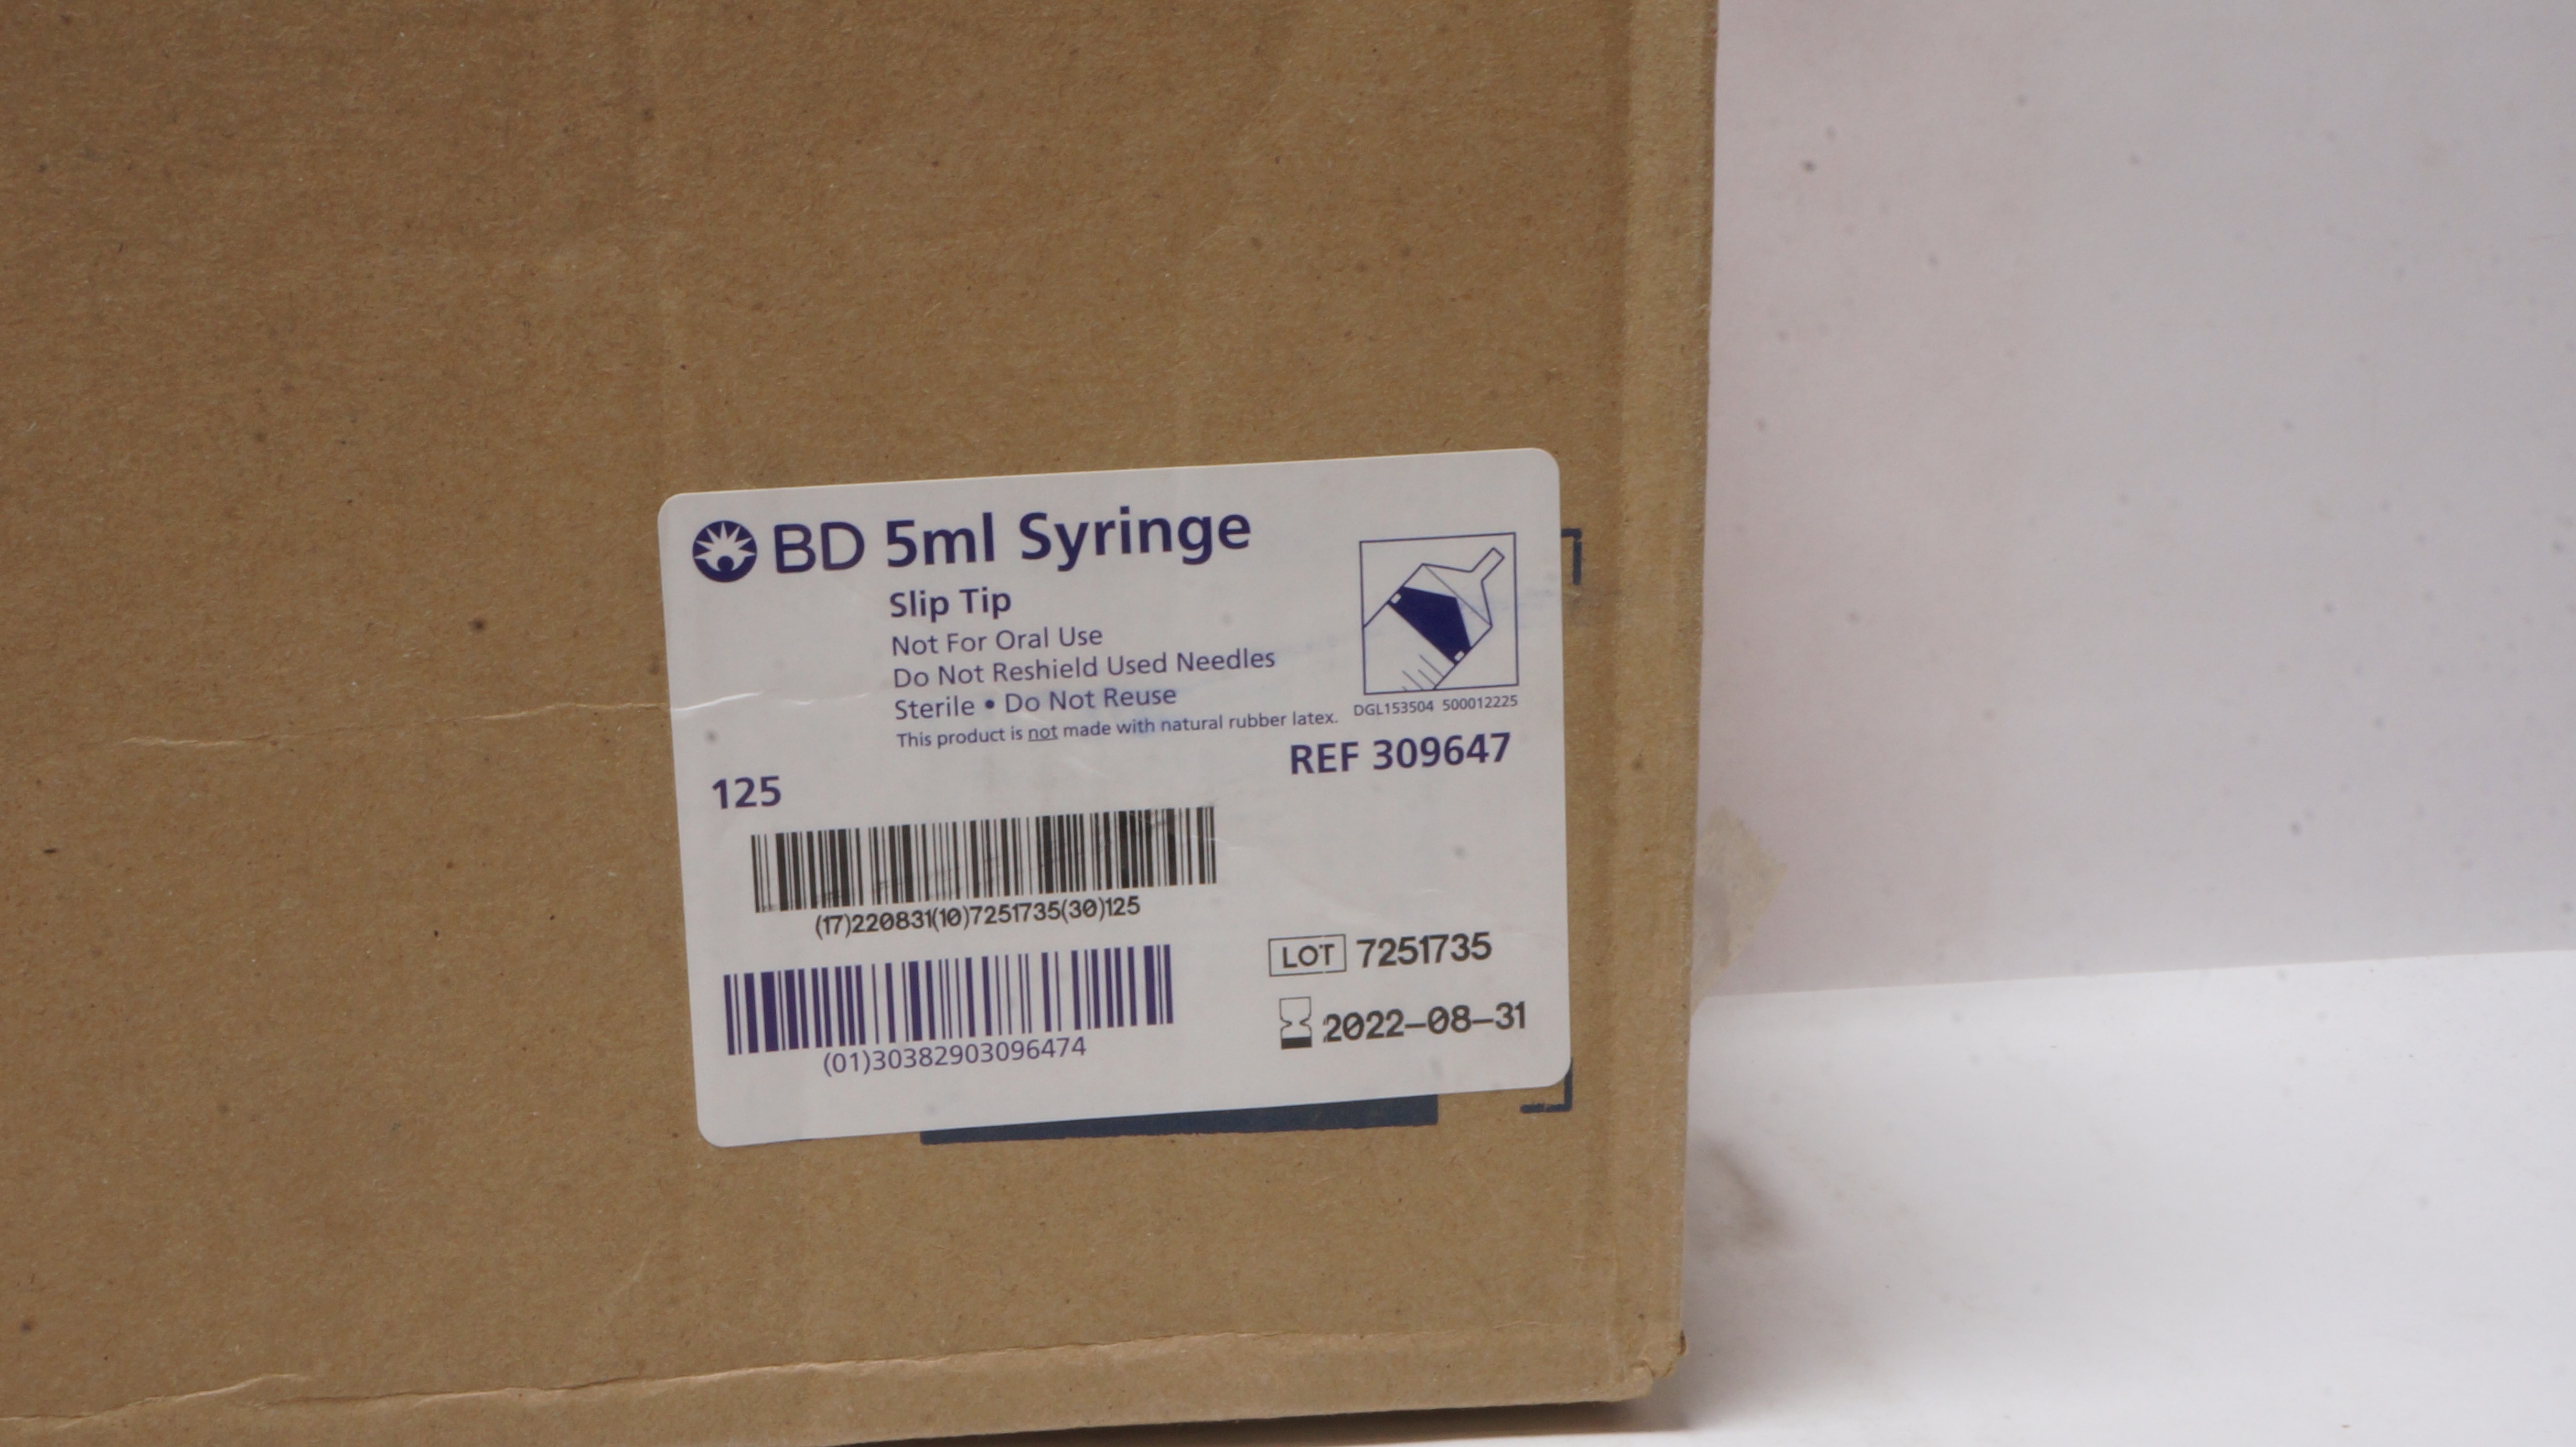 BD 5ml Syringe
Slip Tip
Not For Oral Use
Do Not Reshield Used Needles
Sterile • Do Not Reuse
This product is not made with natural rubber latex.
DGL153504 500012225
REF 309647
125
(17)220831(10)7251735(30)125
LOT 7251735
2022-08-31
(01)30382903096474